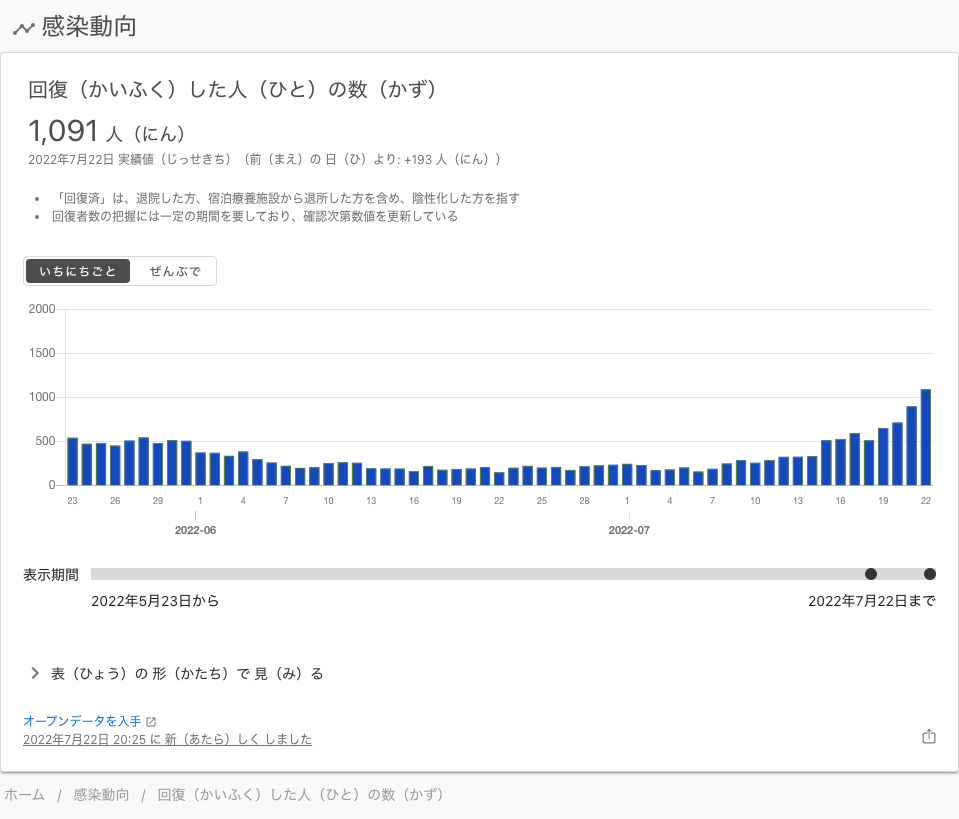 感染動向
回復（かいふく）した人（ひと）の数（かず）
1,091 人（にん）
2022年7月22日 実績値（じっせきち）（前（まえ）の 日（ひ）より: +193 人（にん））
• 「回復済」は、退院した方、宿泊療養施設から退所した方を含め、陰性化した方を指す
• 回復者数の把握には一定の期間を要しており、確認次第数値を更新している
いちにちごと ぜんぶで
2000
1500
1000
500
0
23 26 29 1 4 7 10 13 16 19 22 25 28 1 4 7 10 13 16 19 22
2022-06 2022-07
表示期間
2022年5月23日から 2022年7月22日まで
表（ひょう）の 形（かたち）で 見（み）る
オープンデータを入手
2022年7月22日 20:25 に 新（あたら）しく しました
ホーム / 感染動向 / 回復（かいふく）した人（ひと）の数（かず）